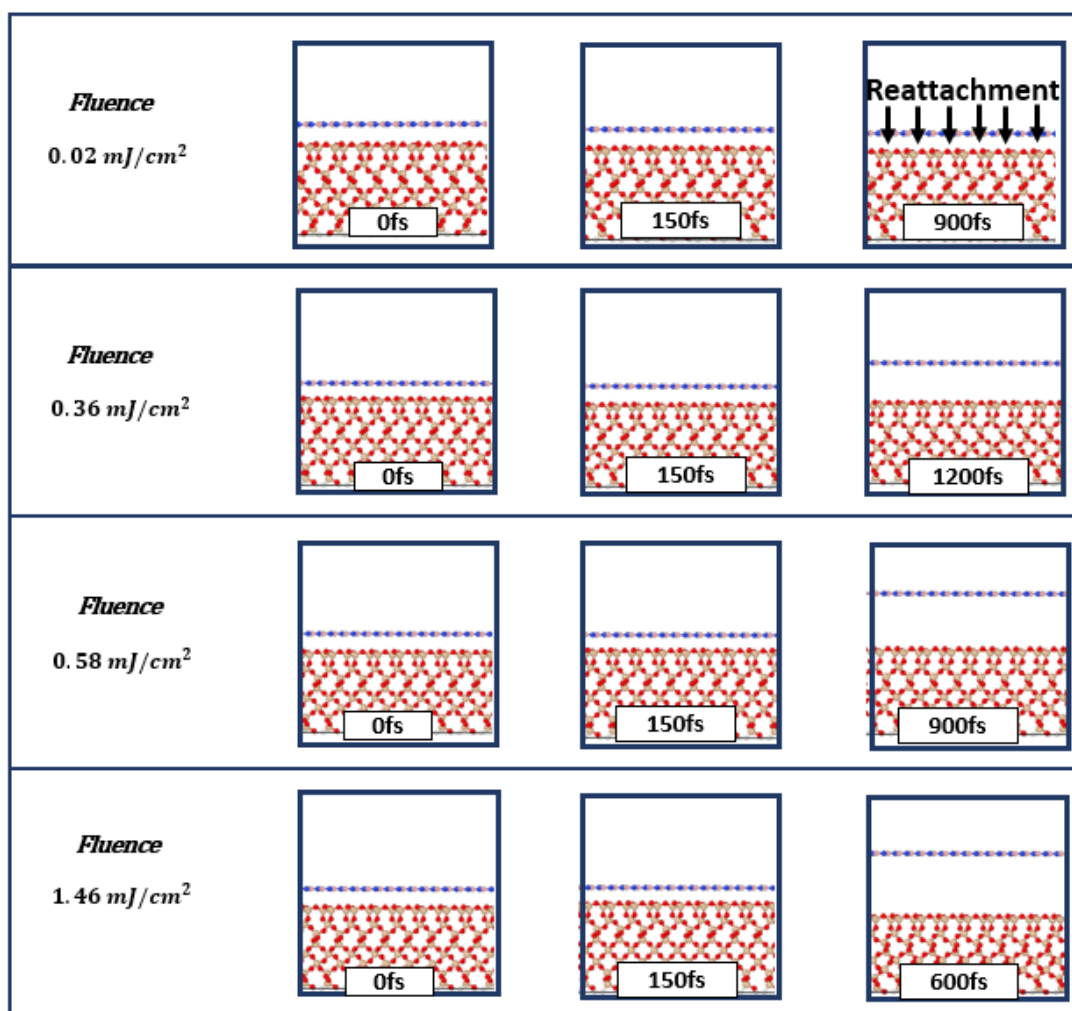 Fluence
0.02 mJ/cm²
0fs
150fs
Reattachment
900fs
Fluence
0.36 mJ/cm²
0fs
150fs
1200fs
Fluence
0.58 mJ/cm²
0fs
150fs
900fs
Fluence
1.46 mJ/cm²
0fs
150fs
600fs